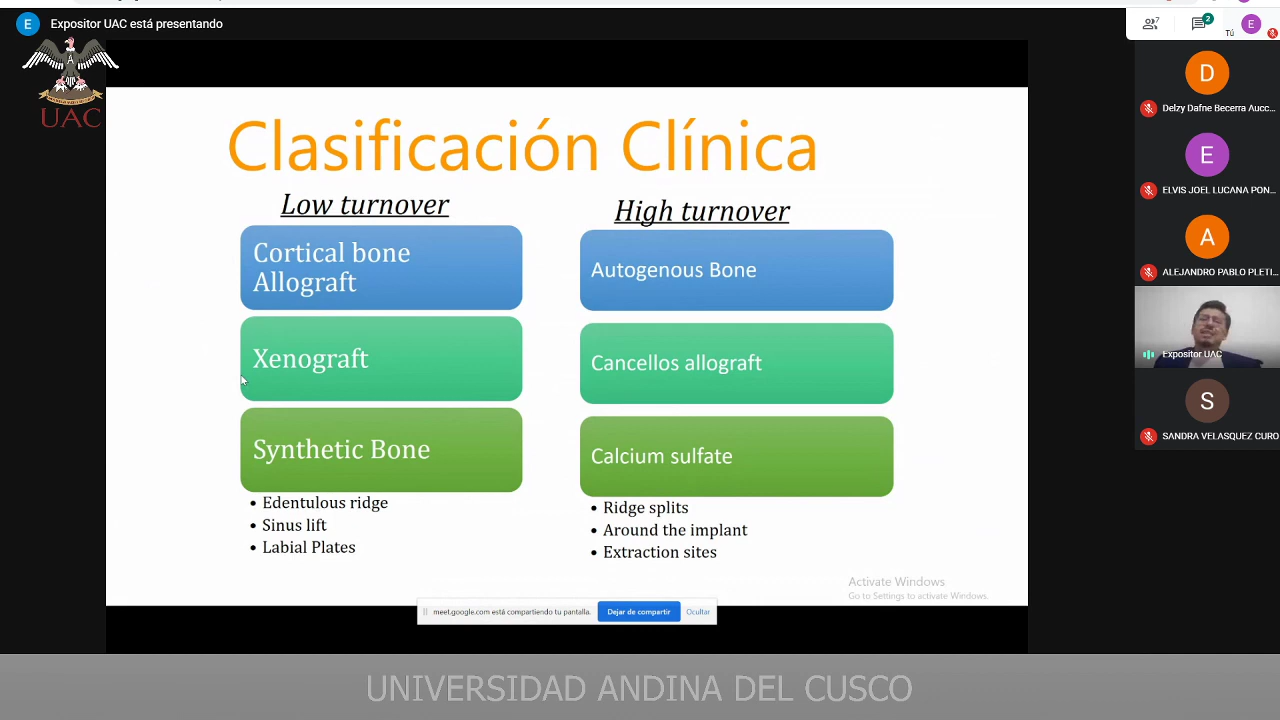 E
Expositor UAC está presentando
7
2
Tú
E
UAC
D
Delzy Dafne Becerra Aucc...
E
ELVIS JOEL LUCANA PON...
A
ALEJANDRO PABLO PLETI...
Expositor UAC
S
SANDRA VELASQUEZ CURO
Clasificación Clínica
Low turnover
Cortical bone
Allograft
Xenograft
Synthetic Bone
• Edentulous ridge
• Sinus lift
• Labial Plates
High turnover
Autogenous Bone
Cancellos allograft
Calcium sulfate
• Ridge splits
• Around the implant
• Extraction sites
Activate Windows
Go to Settings to activate Windows.
meet.google.com está compartiendo tu pantalla.
Dejar de compartir
Ocultar
UNIVERSIDAD ANDINA DEL CUSCO